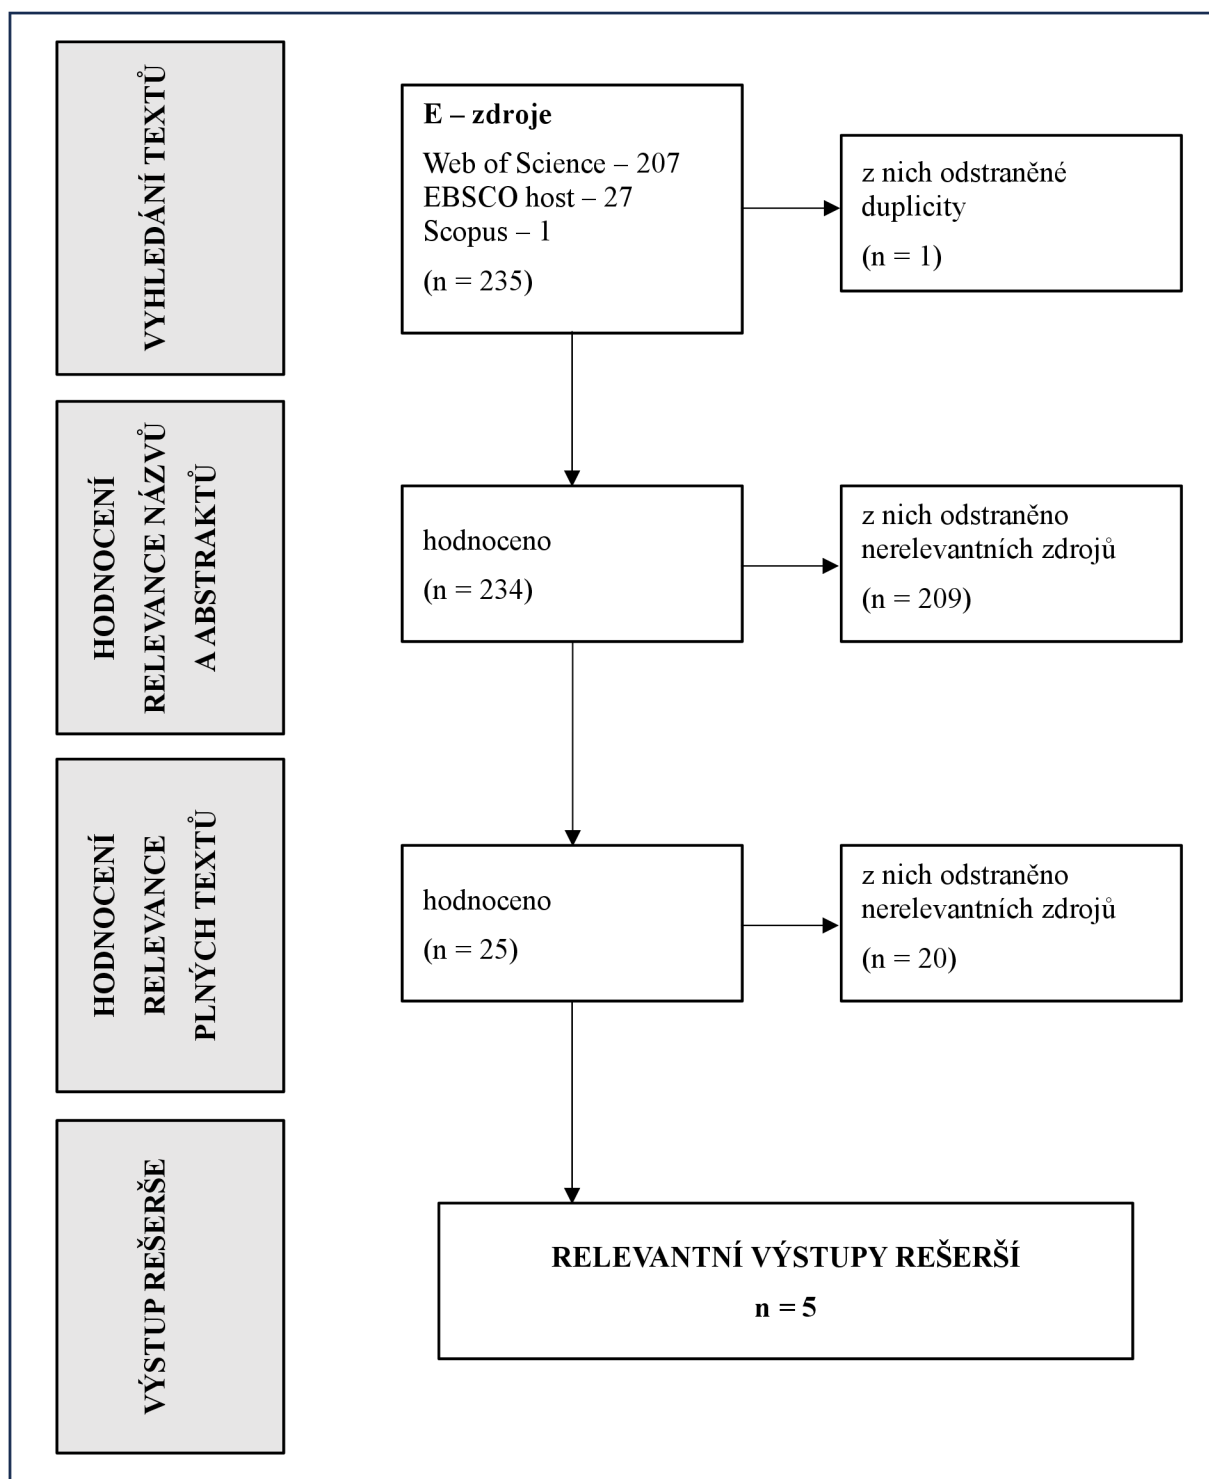 VYHLEDÁNÍ TEXTŮ
E – zdroje
Web of Science – 207
EBSCO host – 27
Scopus – 1
(n = 235)
z nich odstraněné
duplicity
(n = 1)
HODNOCENÍ
RELEVANCE NÁZVŮ
A ABSTRAKTŮ
hodnoceno
(n = 234)
z nich odstraněno
nerelevantních zdrojů
(n = 209)
HODNOCENÍ
RELEVANCE
PLNÝCH TEXTŮ
hodnoceno
(n = 25)
z nich odstraněno
nerelevantních zdrojů
(n = 20)
VÝSTUP REŠERŠE
RELEVANTNÍ VÝSTUPY REŠERŠÍ
n = 5